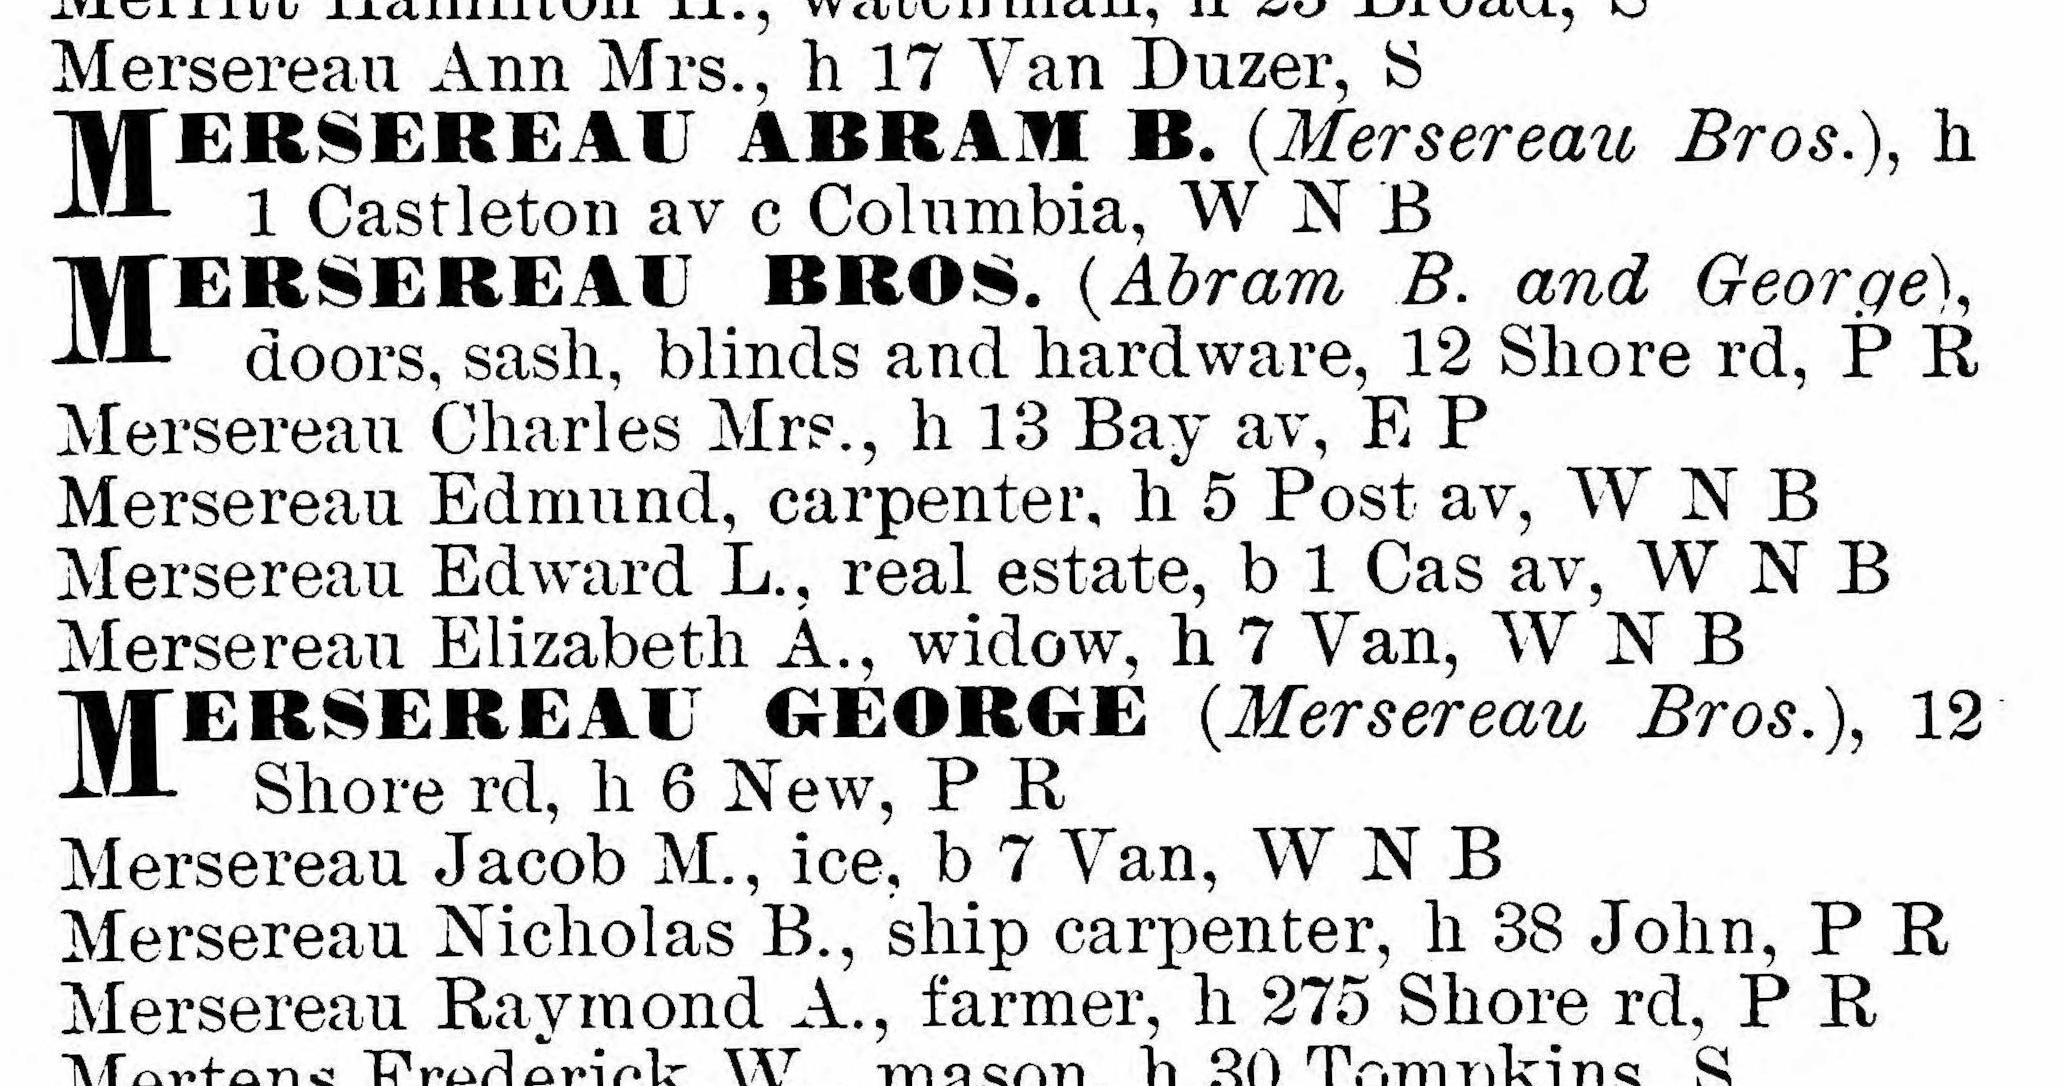 Merritt Hamilton H., watchman, h 25 Broad, S
Mersereau Ann Mrs., h 17 Van Duzer, S
MERSEREAU ABRAM B. (Mersereau Bros.), h
1 Castleton av c Columbia, W N B
MERSEREAU BROS. (Abram B. and George),
doors, sash, blinds and hardware, 12 Shore rd, P R
Mersereau Charles Mrs., h 13 Bay av, E P
Mersereau Edmund, carpenter, h 5 Post av, W N B
Mersereau Edward L., real estate, b 1 Cas av, W N B
Mersereau Elizabeth A., widow, h 7 Van, W N B
MERSEREAU GEORGE (Mersereau Bros.), 12
Shore rd, h 6 New, P R
Mersereau Jacob M., ice, b 7 Van, W N B
Mersereau Nicholas B., ship carpenter, h 38 John, P R
Mersereau Raymond A., farmer, h 275 Shore rd, P R
Mertens Frederick W., mason, h 30 Tompkins, S